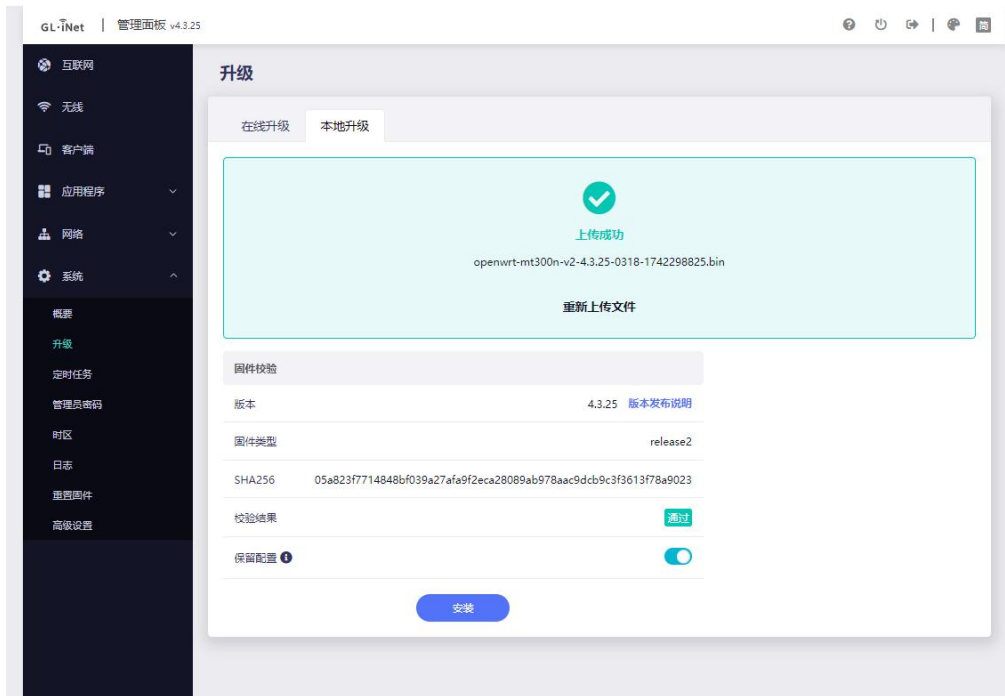 GL·iNet | 管理面板 v4.3.25
简
互联网
无线
客户端
应用程序
网络
系统
概要
升级
定时任务
管理员密码
时区
日志
重置固件
高级设置
升级
在线升级 本地升级
上传成功
openwrt-mt300n-v2-4.3.25-0318-1742298825.bin
重新上传文件
固件校验
版本 4.3.25 版本发布说明
固件类型 release2
SHA256 05a823f7714848bf039a27afa9f2eca28089ab978aac9dcb9c3f3613f78a9023
校验结果 通过
保留配置
安装